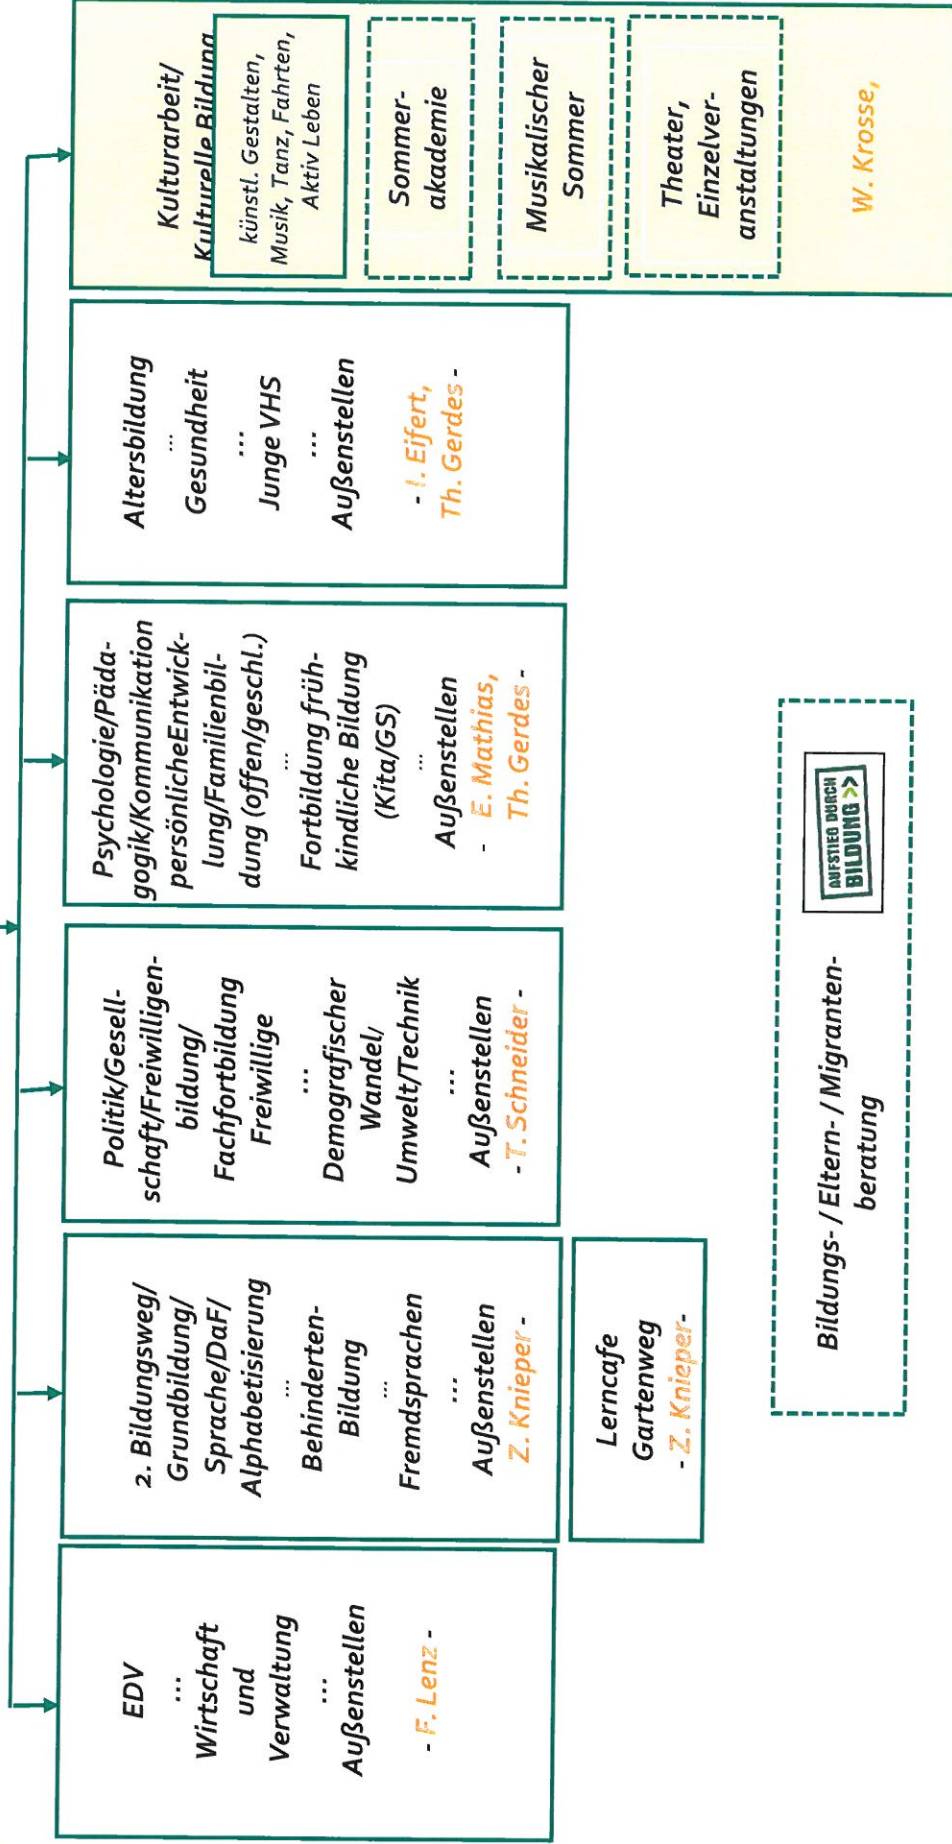 EDV
...
Wirtschaft
und
Verwaltung
...
Außenstellen
- F. Lenz -
2. Bildungsweg/
Grundbildung/
Sprache/DaF/
Alphabetisierung
...
Behinderten-
Bildung
...
Fremdsprachen
...
Außenstellen
Z. Knieper -
Lerncafe
Gartenweg
- Z. Knieper-
Politik/Gesell-
schaft/Freiwilligen-
bildung/
Fachfortbildung
Freiwillige
...
Demografischer
Wandel/
Umwelt/Technik
...
Außenstellen
- T. Schneider -
Psychologie/Päda-
gogik/Kommunikation
persönlicheEntwick-
lung/Familienbil-
dung (offen/geschl.)
...
Fortbildung früh-
kindliche Bildung
(Kita/GS)
...
Außenstellen
- E. Mathias,
Th. Gerdes -
Altersbildung
...
Gesundheit
...
Junge VHS
...
Außenstellen
- I. Eifert,
Th. Gerdes -
Kulturarbeit/
Kulturelle Bildung
künstl. Gestalten,
Musik, Tanz, Fahrten,
Aktiv Leben
Sommer-
akademie
Musikalischer
Sommer
Theater,
Einzelver-
anstaltungen
W. Krosse,
Bildungs- / Eltern- / Migranten-
beratung
AUFSTIEG DURCH
BILDUNG >>